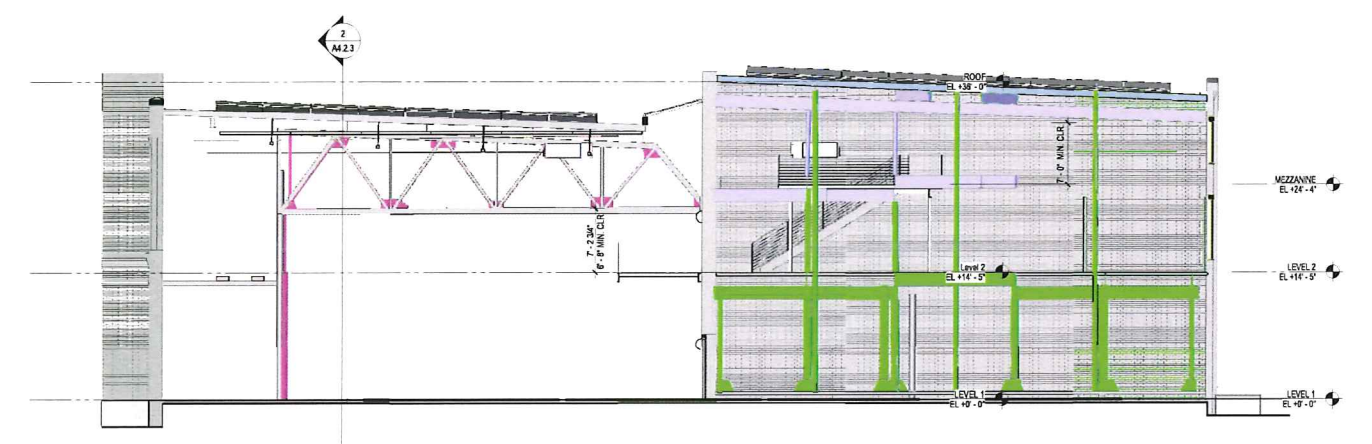 2
A4.2.3
ROOF
EL +36' - 0"
7' - 0" MIN. CLR.
MEZZANINE
EL +24' - 4"
7' - 2 3/4"
6' - 8" MIN. CLR.
Level 2
EL +14' - 5"
LEVEL 2
EL +14' - 5"
LEVEL 1
EL +0' - 0"
LEVEL 1
EL +0' - 0"